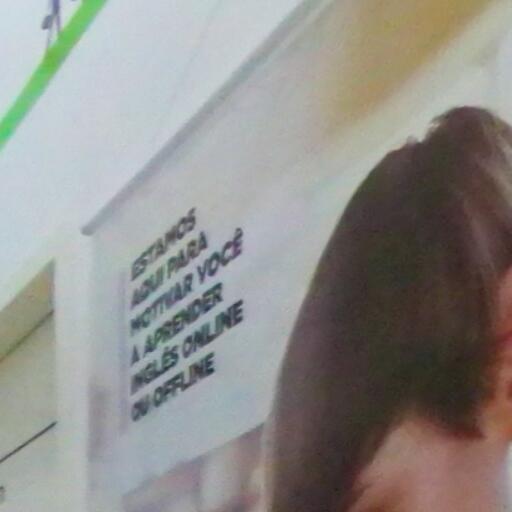 ESTAMOS
AQUI PARA
MOTIVAR VOCÊ
A APRENDER
INGLÊS ONLINE
OU OFFLINE